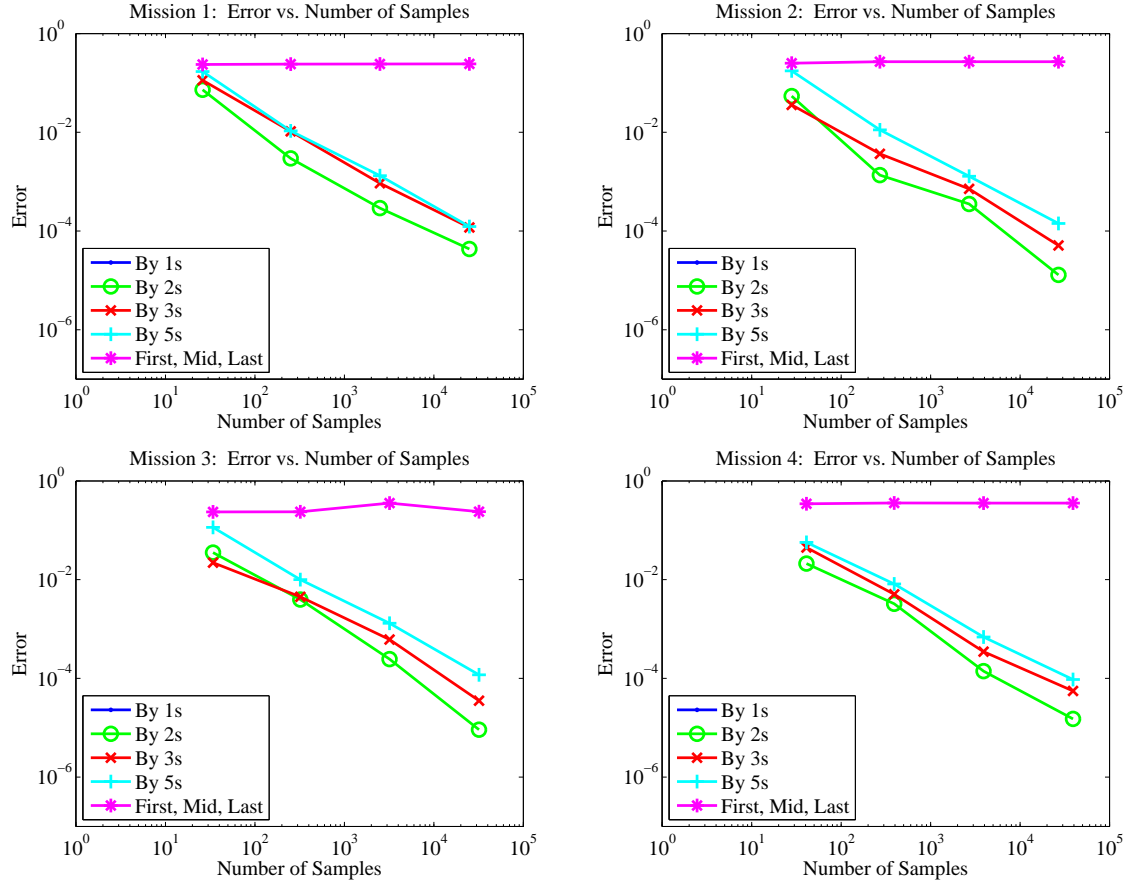 Mission 1: Error vs. Number of Samples
10^0
10^−2
10^−4
10^−6
Error
By 1s
By 2s
By 3s
By 5s
First, Mid, Last
10^0 10^1 10^2 10^3 10^4 10^5
Number of Samples
Mission 2: Error vs. Number of Samples
10^0
10^−2
10^−4
10^−6
Error
By 1s
By 2s
By 3s
By 5s
First, Mid, Last
10^0 10^1 10^2 10^3 10^4 10^5
Number of Samples
Mission 3: Error vs. Number of Samples
10^0
10^−2
10^−4
10^−6
Error
By 1s
By 2s
By 3s
By 5s
First, Mid, Last
10^0 10^1 10^2 10^3 10^4 10^5
Number of Samples
Mission 4: Error vs. Number of Samples
10^0
10^−2
10^−4
10^−6
Error
By 1s
By 2s
By 3s
By 5s
First, Mid, Last
10^0 10^1 10^2 10^3 10^4 10^5
Number of Samples